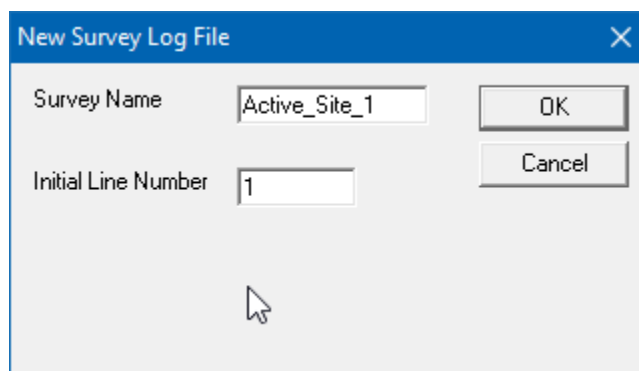 New Survey Log File
Survey Name
Active_Site_1
OK
Cancel
Initial Line Number
1